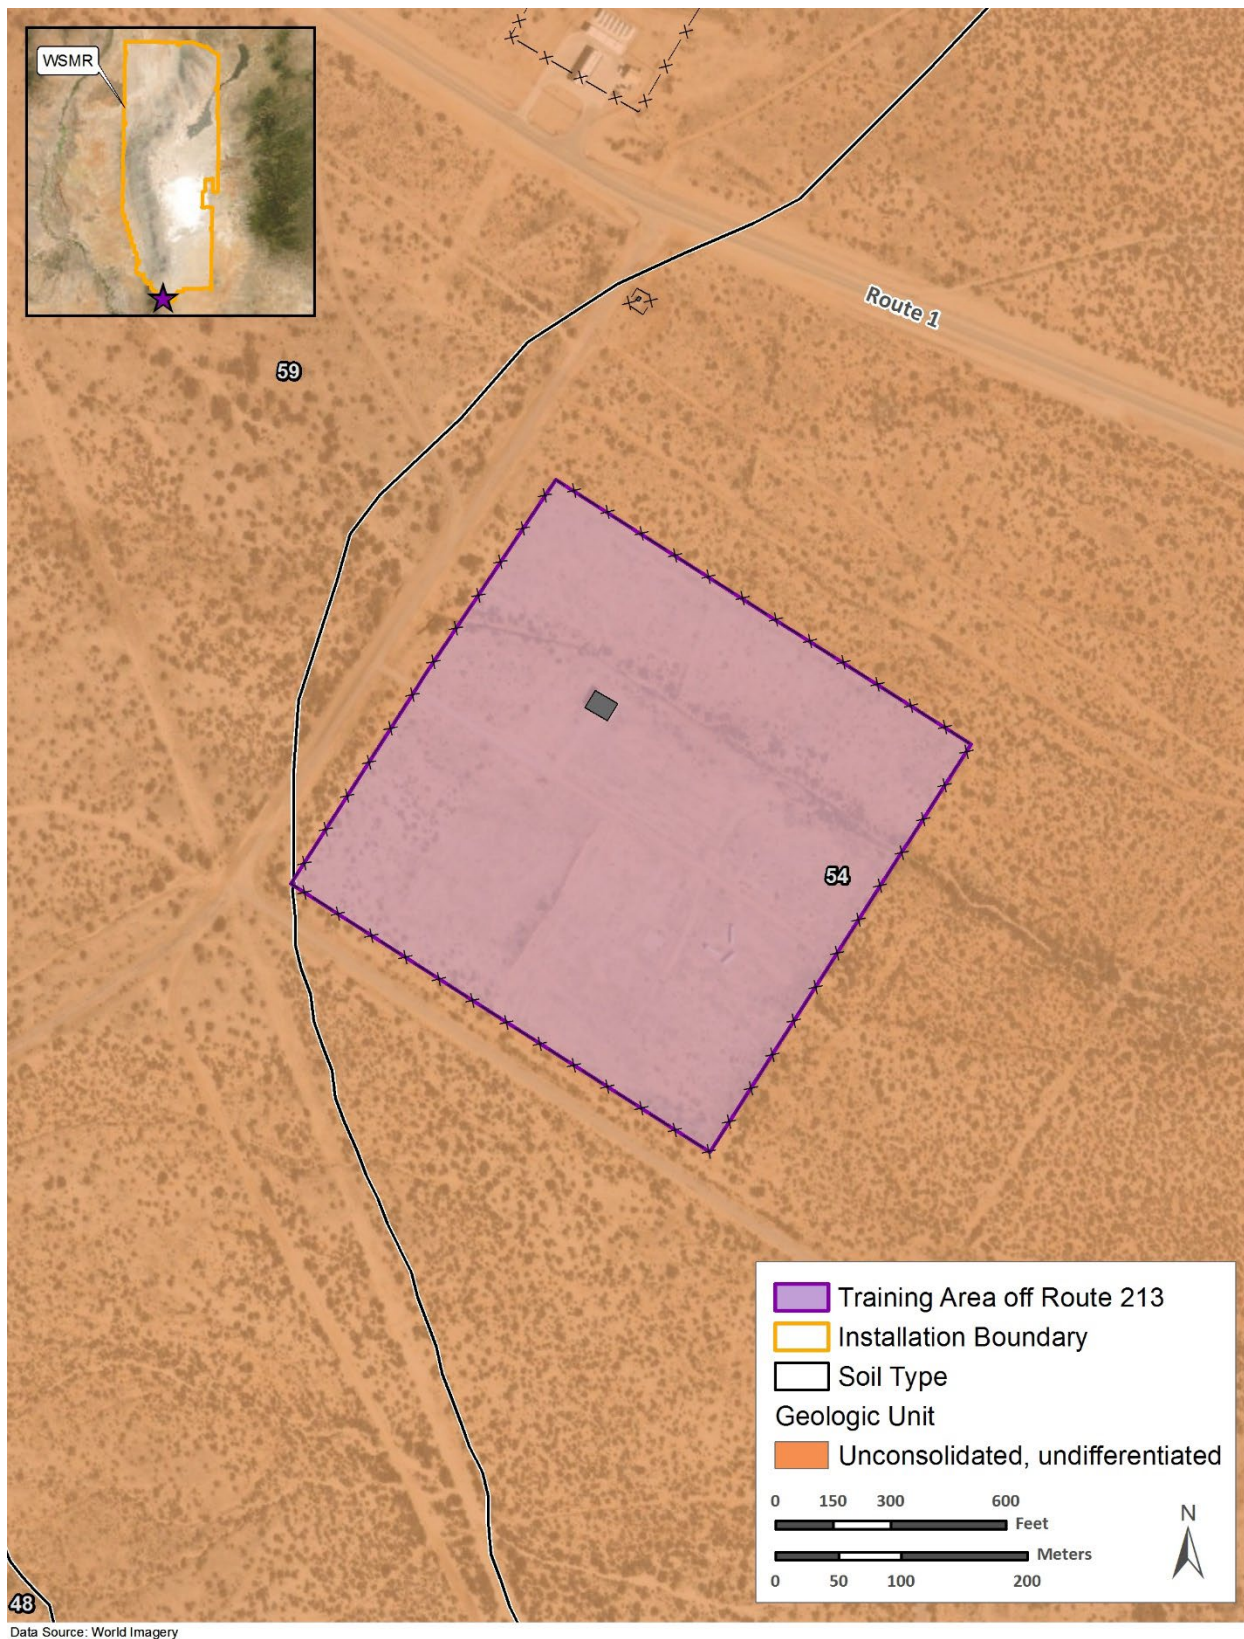 WSMR
Route 1
59
54
Training Area off Route 213
Installation Boundary
Soil Type
Geologic Unit
Unconsolidated, undifferentiated
0 150 300 600
Feet
Meters
0 50 100 200
N
48
Data Source: World Imagery